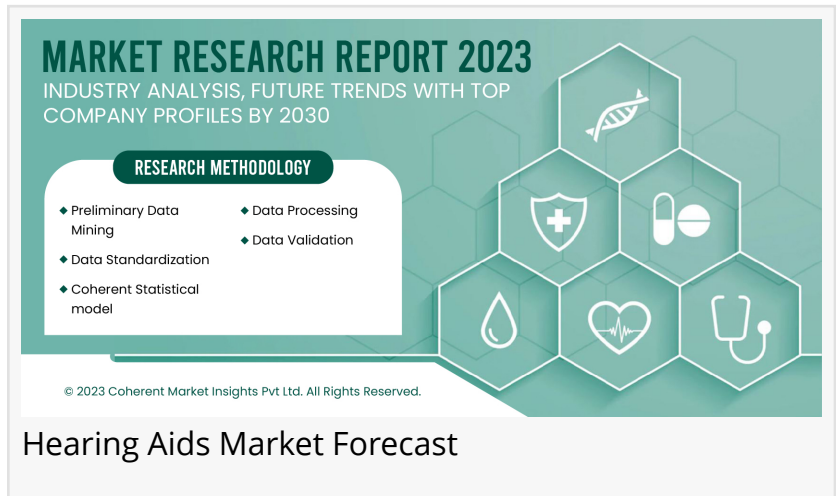 MARKET RESEARCH REPORT 2023
INDUSTRY ANALYSIS, FUTURE TRENDS WITH TOP
COMPANY PROFILES BY 2030
RESEARCH METHODOLOGY
Preliminary Data
Mining
Data Standardization
Coherent Statistical
model
Data Processing
Data Validation
© 2023 Coherent Market Insights Pvt Ltd. All Rights Reserved.
Hearing Aids Market Forecast